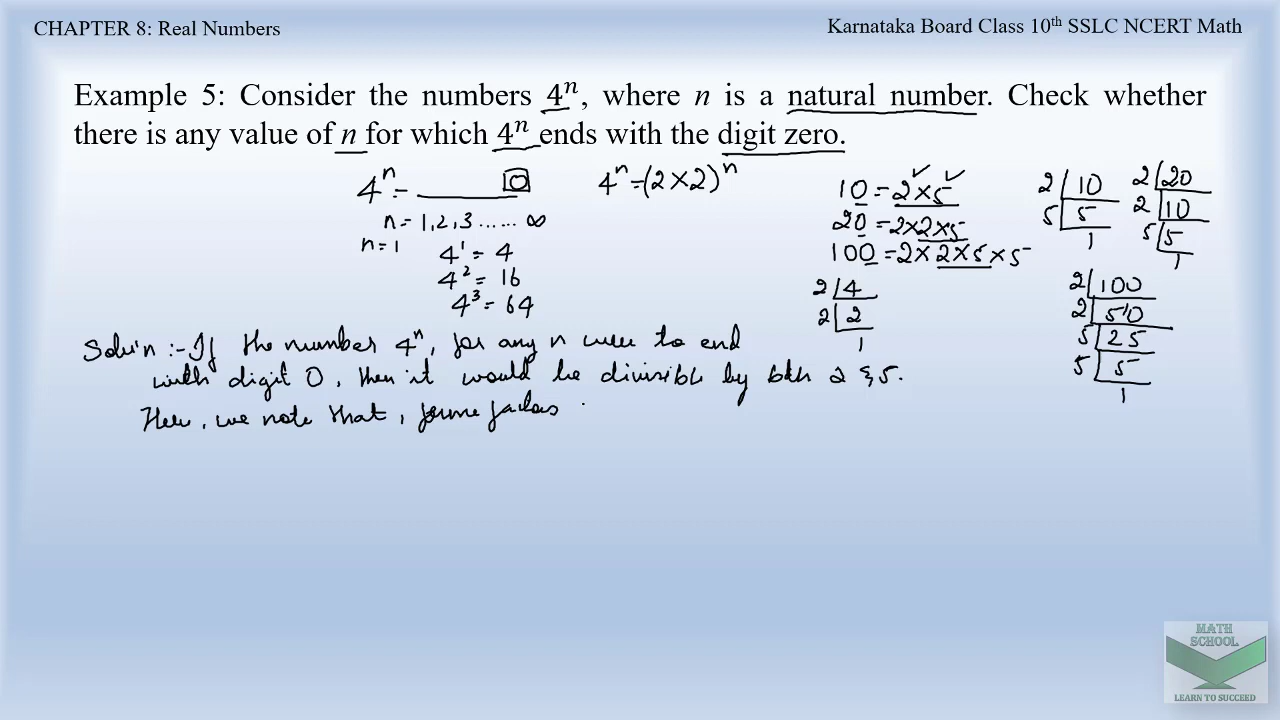 CHAPTER 8: Real Numbers
Karnataka Board Class 10th SSLC NCERT Math
Example 5: Consider the numbers 4ⁿ, where n is a natural number. Check whether
there is any value of n for which 4ⁿ ends with the digit zero.
4ⁿ = ______ 0
n = 1, 2, 3 ...... ∞
n = 1
4¹ = 4
4² = 16
4³ = 64
4ⁿ = (2 × 2)ⁿ
10 = 2 × 5
20 = 2 × 2 × 5
100 = 2 × 2 × 5 × 5
2 | 4
2 | 2
1
2 | 10
5 | 5
1
2 | 20
2 | 10
5 | 5
1
2 | 100
2 | 50
5 | 25
5 | 5
1
Solu'n :- If the number 4ⁿ, for any n were to end
with digit 0, then it would be divisible by both 2 & 5.
Here, we note that, prime factors
MATH
SCHOOL
LEARN TO SUCCEED